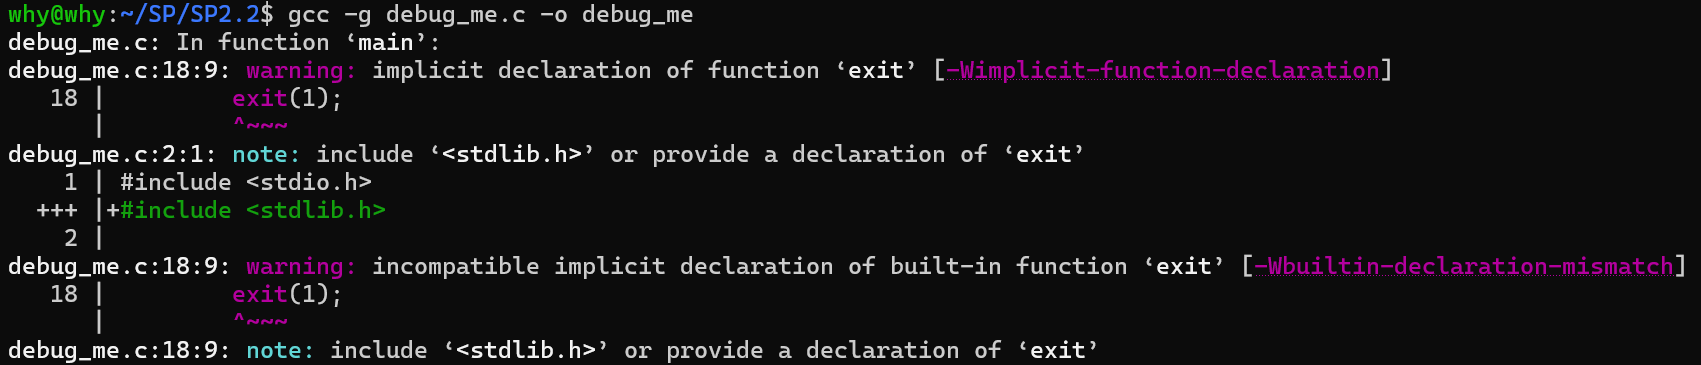 why@why:~/SP/SP2.2$ gcc -g debug_me.c -o debug_me
debug_me.c: In function ‘main’:
debug_me.c:18:9: warning: implicit declaration of function ‘exit’ [-Wimplicit-function-declaration]
   18 |         exit(1);
      |         ^~~~
debug_me.c:2:1: note: include ‘<stdlib.h>’ or provide a declaration of ‘exit’
    1 | #include <stdio.h>
  +++ |+#include <stdlib.h>
    2 |
debug_me.c:18:9: warning: incompatible implicit declaration of built-in function ‘exit’ [-Wbuiltin-declaration-mismatch]
   18 |         exit(1);
      |         ^~~~
debug_me.c:18:9: note: include ‘<stdlib.h>’ or provide a declaration of ‘exit’